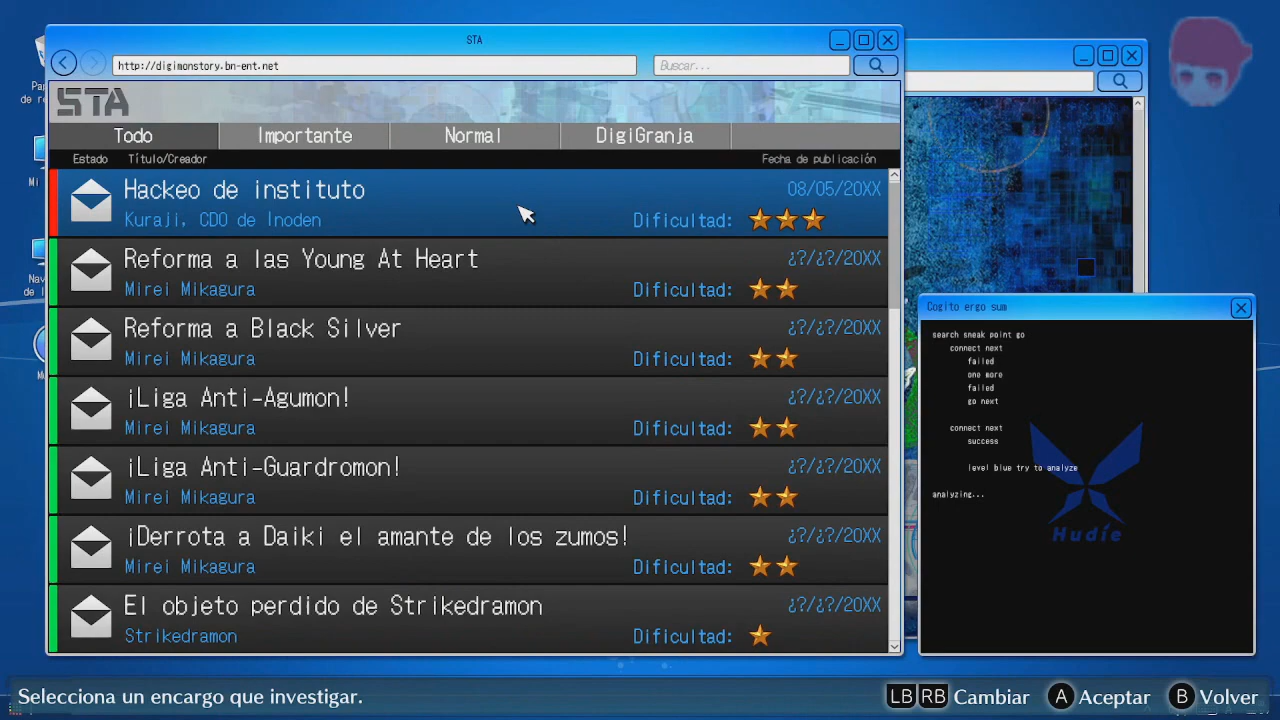 STA
http://digimonstory.bn-ent.net
Buscar...
STA
Todo
Importante
Normal
DigiGranja
Estado
Título/Creador
Fecha de publicación
Hackeo de instituto
08/05/20XX
Kuraji, CDO de Inoden
Dificultad:
Reforma a las Young At Heart
¿?/¿?/20XX
Mirei Mikagura
Dificultad:
Reforma a Black Silver
¿?/¿?/20XX
Mirei Mikagura
Dificultad:
¡Liga Anti-Agumon!
¿?/¿?/20XX
Mirei Mikagura
Dificultad:
¡Liga Anti-Guardromon!
¿?/¿?/20XX
Mirei Mikagura
Dificultad:
¡Derrota a Daiki el amante de los zumos!
¿?/¿?/20XX
Mirei Mikagura
Dificultad:
El objeto perdido de Strikedramon
¿?/¿?/20XX
Strikedramon
Dificultad:
Cogito ergo sum
search sneak point go
connect next
failed
one more
failed
go next
connect next
success
level blue try to analyze
analyzing...
Hudie
Selecciona un encargo que investigar.
LB RB Cambiar
A Aceptar
B Volver